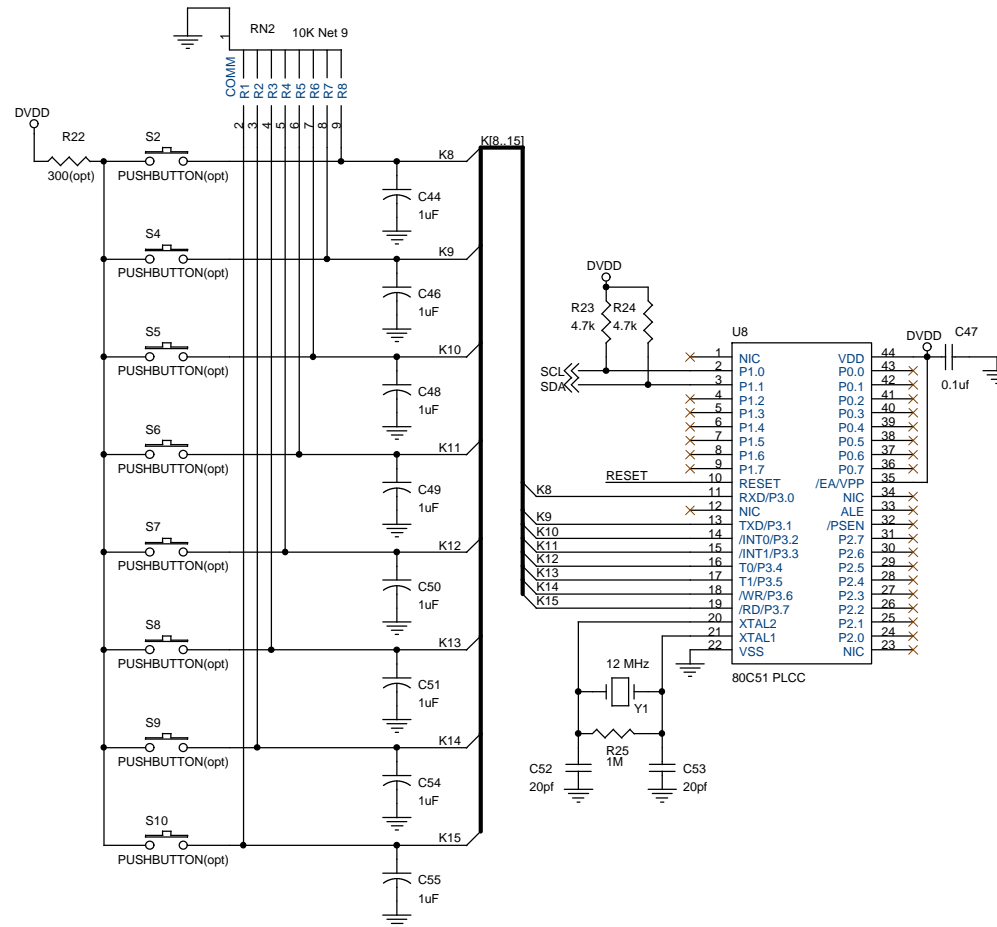 RN2 10K Net 9
1
COMM
R1
R2
R3
R4
R5
R6
R7
R8
2
3
4
5
6
7
8
9
DVDD
R22
300(opt)
S2
PUSHBUTTON(opt)
K8
C44
1uF
K[8..15]
S4
PUSHBUTTON(opt)
K9
C46
1uF
S5
PUSHBUTTON(opt)
K10
C48
1uF
S6
PUSHBUTTON(opt)
K11
C49
1uF
S7
PUSHBUTTON(opt)
K12
C50
1uF
S8
PUSHBUTTON(opt)
K13
C51
1uF
S9
PUSHBUTTON(opt)
K14
C54
1uF
S10
PUSHBUTTON(opt)
K15
C55
1uF
DVDD
R23 R24
4.7k 4.7k
SCL
SDA
RESET
K8
K9
K10
K11
K12
K13
K14
K15
U8
DVDD
C47
0.1uf
1 NIC VDD 44
2 P1.0 P0.0 43
3 P1.1 P0.1 42
4 P1.2 P0.2 41
5 P1.3 P0.3 40
6 P1.4 P0.4 39
7 P1.5 P0.5 38
8 P1.6 P0.6 37
9 P1.7 P0.7 36
10 RESET /EA/VPP 35
11 RXD/P3.0 NIC 34
12 NIC ALE 33
13 TXD/P3.1 /PSEN 32
14 /INT0/P3.2 P2.7 31
15 /INT1/P3.3 P2.6 30
16 T0/P3.4 P2.5 29
17 T1/P3.5 P2.4 28
18 /WR/P3.6 P2.3 27
19 /RD/P3.7 P2.2 26
20 XTAL2 P2.1 25
21 XTAL1 P2.0 24
22 VSS NIC 23
80C51 PLCC
12 MHz
Y1
R25
1M
C52
20pf
C53
20pf